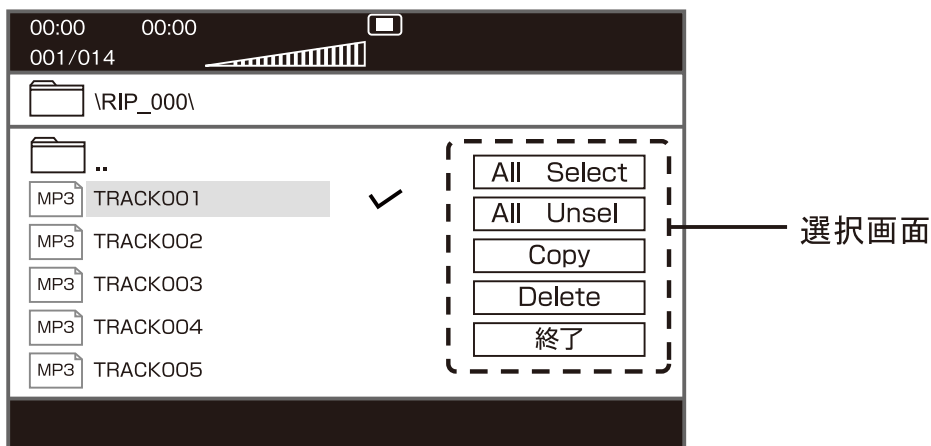 00:00 00:00
001/014
\RIP_000\
..
MP3 TRACK001
MP3 TRACK002
MP3 TRACK003
MP3 TRACK004
MP3 TRACK005
All Select
All Unsel
Copy
Delete
終了
選択画面